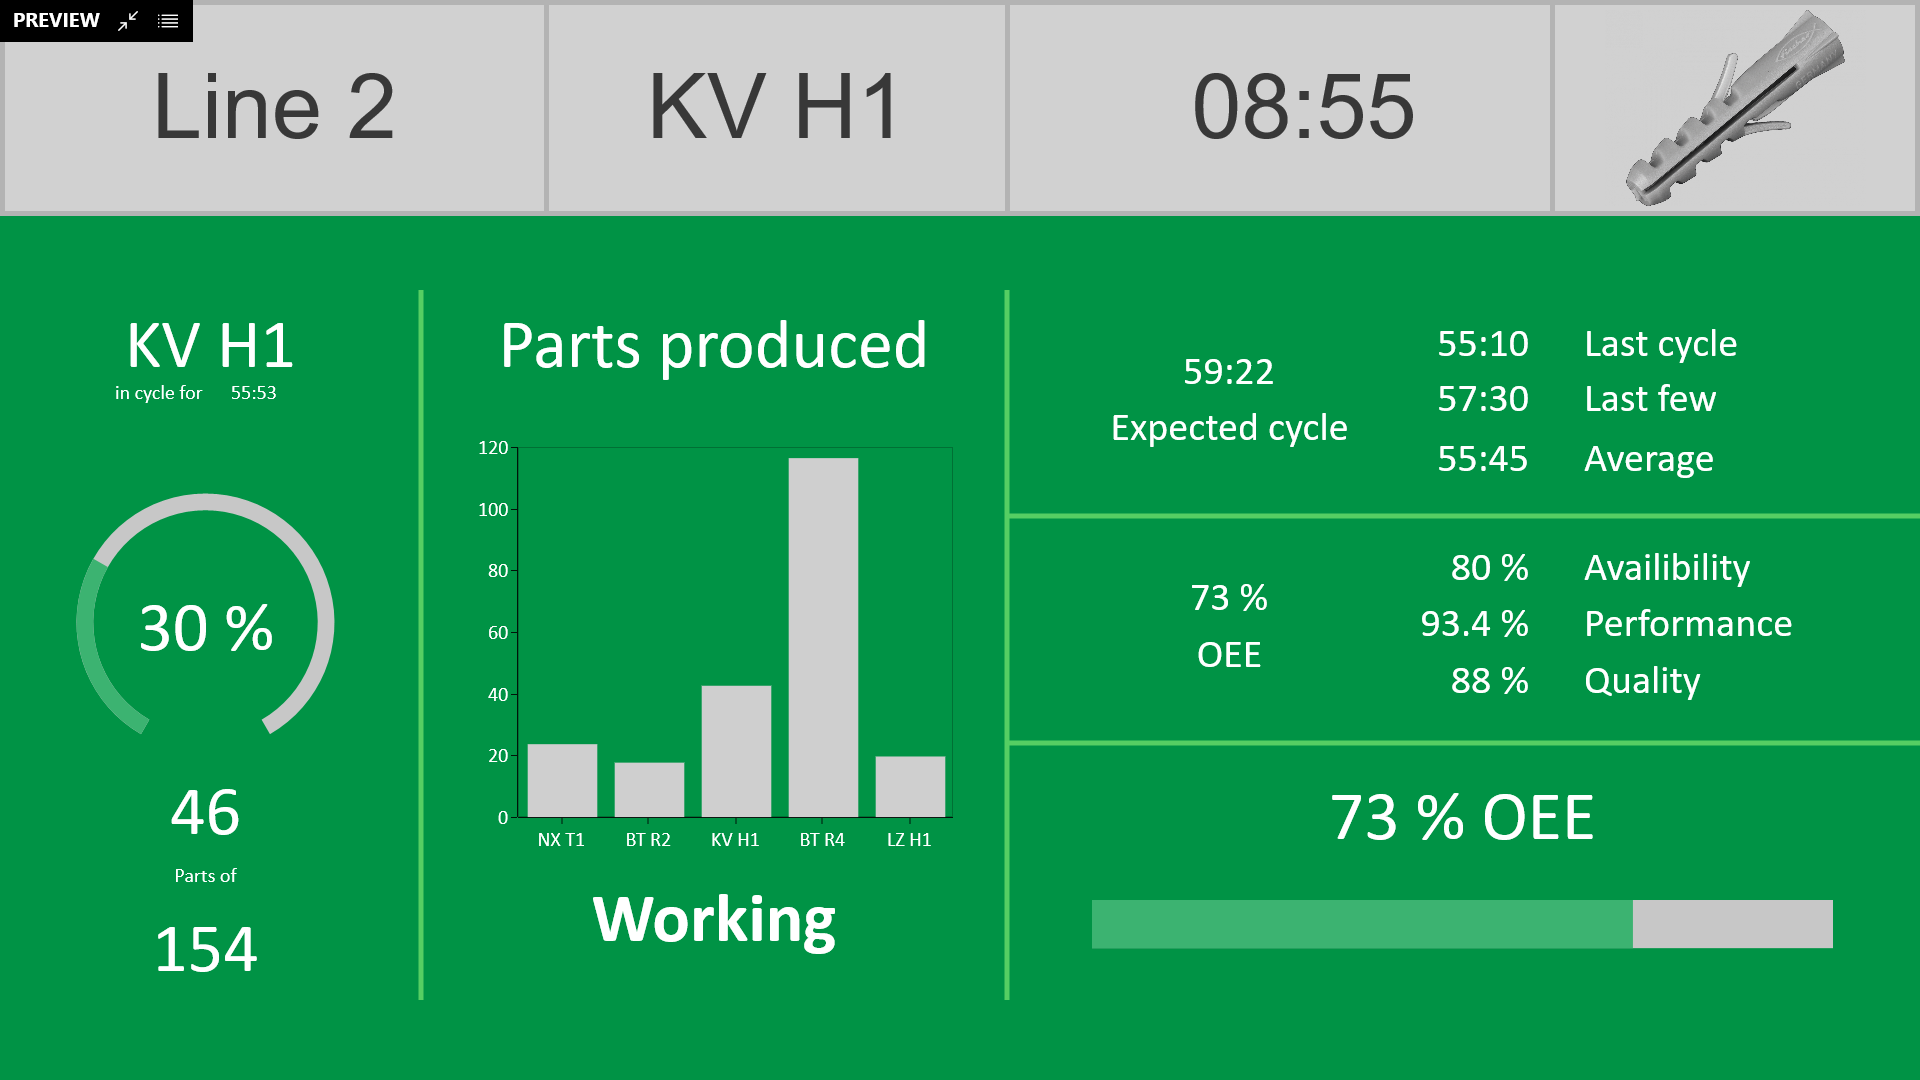 PREVIEW
Line 2
KV H1
08:55
KV H1
in cycle for 55:53
30 %
46
Parts of
154
Parts produced
120
100
80
60
40
20
0
NX T1 BT R2 KV H1 BT R4 LZ H1
Working
59:22
Expected cycle
55:10 Last cycle
57:30 Last few
55:45 Average
73 %
OEE
80 % Availibility
93.4 % Performance
88 % Quality
73 % OEE